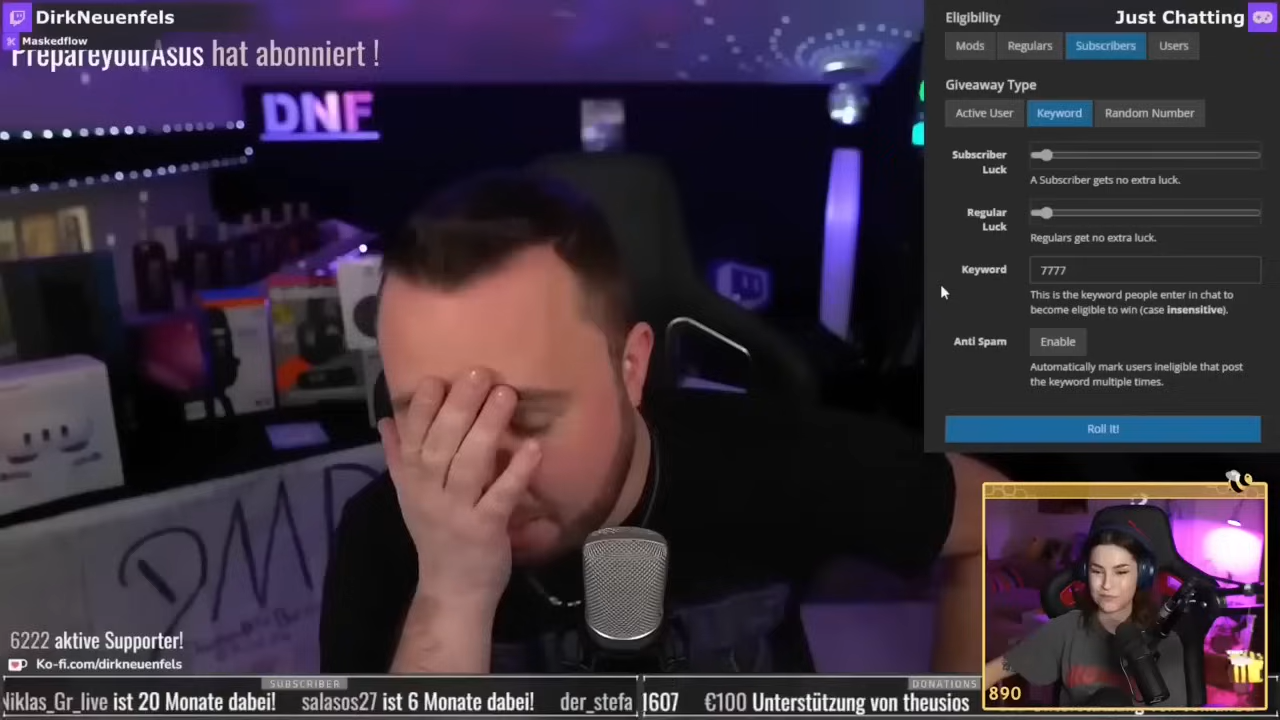 DirkNeuenfels
Maskedflow
PrepareyourAsus hat abonniert !
DNF
Just Chatting
Eligibility
Mods
Regulars
Subscribers
Users
Giveaway Type
Active User
Keyword
Random Number
Subscriber Luck
A Subscriber gets no extra luck.
Regular Luck
Regulars get no extra luck.
Keyword
7777
This is the keyword people enter in chat to
become eligible to win (case insensitive).
Anti Spam
Enable
Automatically mark users ineligible that post
the keyword multiple times.
Roll It!
6222 aktive Supporter!
Ko-fi.com/dirkneuenfels
SUBSCRIBER
Niklas_Gr_live ist 20 Monate dabei! salasos27 ist 6 Monate dabei! der_stefa
DONATIONS
1607 €100 Unterstützung von theusios
890